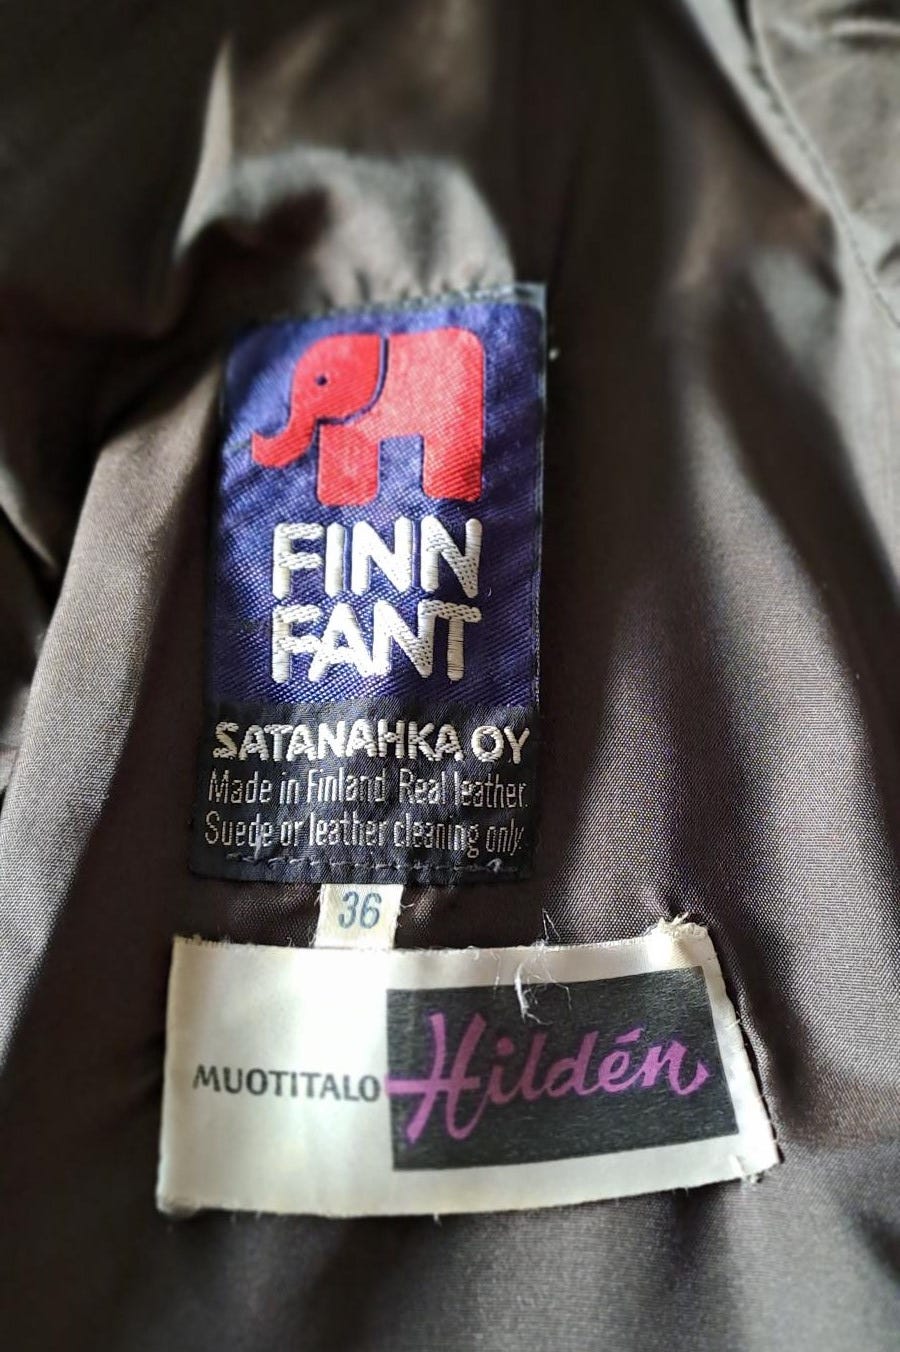 FINN
FANT
SATANAHKA OY
Made in Finland Real leather.
Suede or leather cleaning only.
36
MUOTITALO Hildén